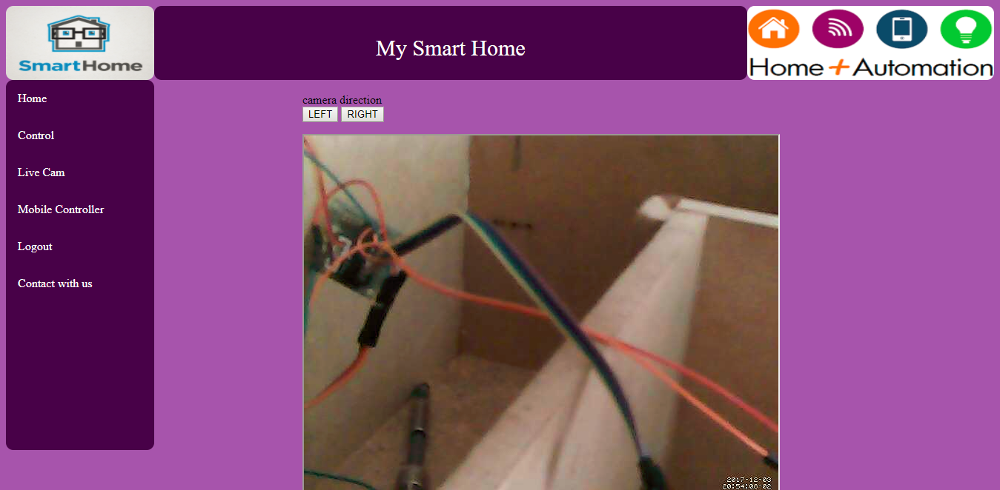 SmartHome
My Smart Home
Home + Automation
Home
Control
Live Cam
Mobile Controller
Logout
Contact with us
camera direction
LEFT RIGHT
2017-12-03
20:54:08-02